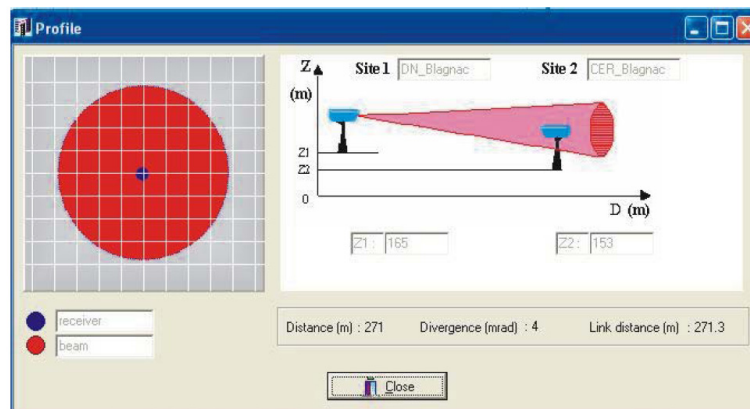 Profile
Z
(m)
Site 1 DN_Blagnac
Site 2 CER_Blagnac
Z1
Z2
0
D (m)
Z1 : 165
Z2 : 153
receiver
beam
Distance (m) : 271 Divergence (mrad) : 4 Link distance (m) : 271.3
Close